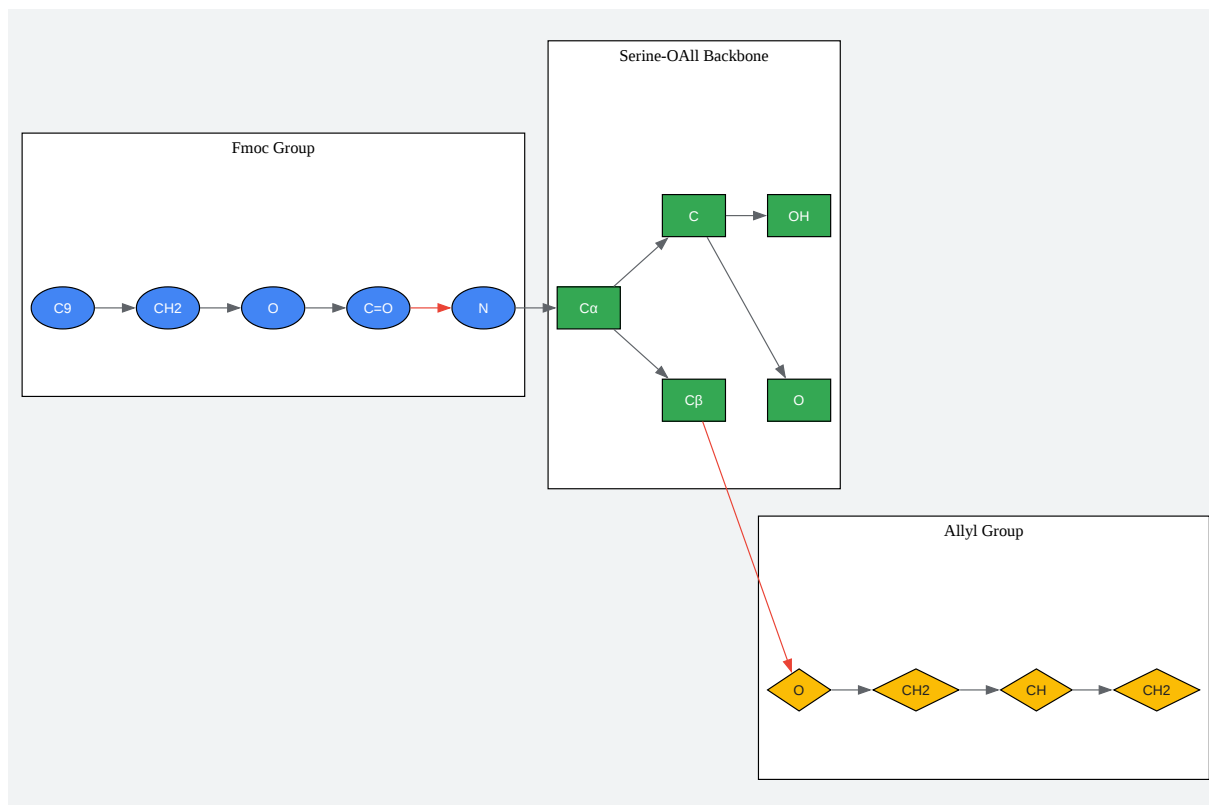 Serine-OAll Backbone
Fmoc Group
C
OH
C9
CH2
O
C=O
N
Cα
Cβ
O
Allyl Group
O
CH2
CH
CH2